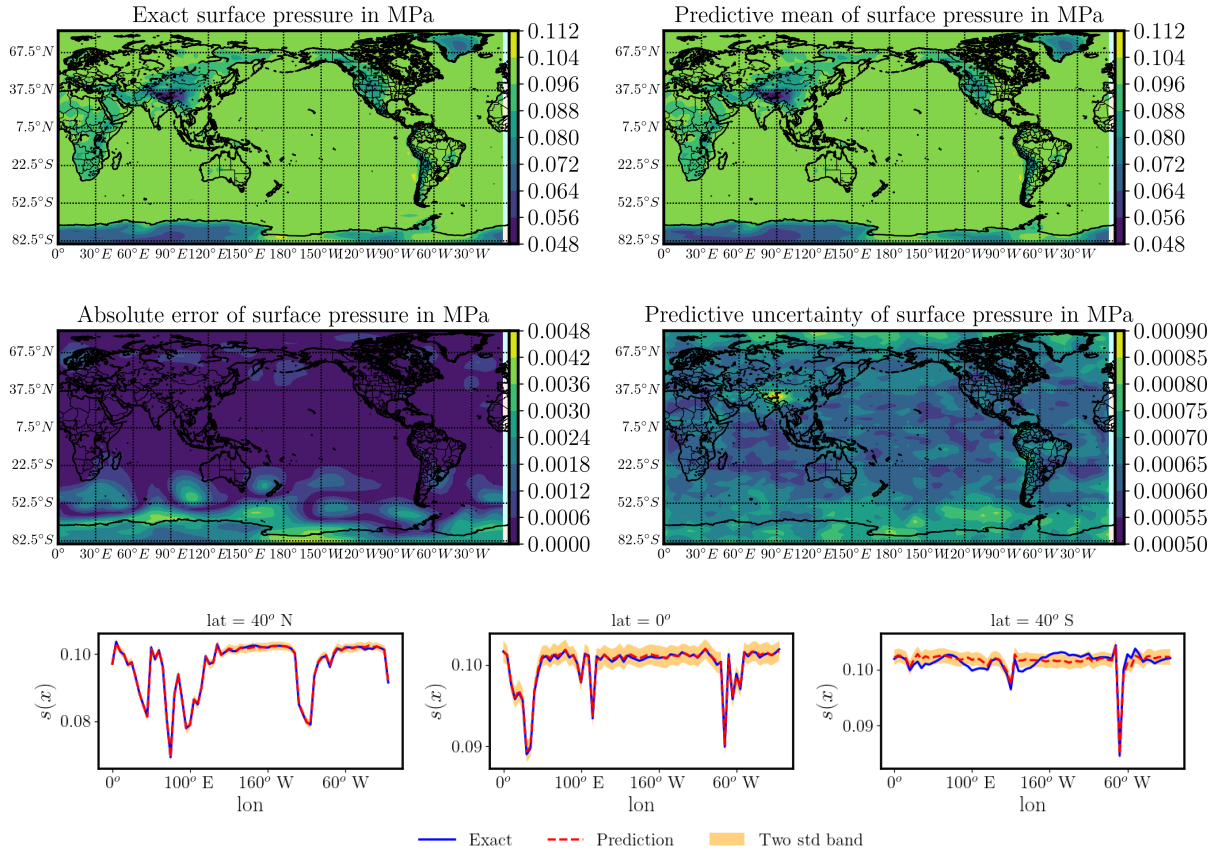 Exact surface pressure in MPa
67.5°N
37.5°N
7.5°N
22.5°S
52.5°S
82.5°S
0° 30°E 60°E 90°E 120°E 150°E 180° 150°W 120°W 90°W 60°W 30°W
0.112
0.104
0.096
0.088
0.080
0.072
0.064
0.056
0.048
Predictive mean of surface pressure in MPa
67.5°N
37.5°N
7.5°N
22.5°S
52.5°S
82.5°S
0° 30°E 60°E 90°E 120°E 150°E 180° 150°W 120°W 90°W 60°W 30°W
0.112
0.104
0.096
0.088
0.080
0.072
0.064
0.056
0.048
Absolute error of surface pressure in MPa
67.5°N
37.5°N
7.5°N
22.5°S
52.5°S
82.5°S
0° 30°E 60°E 90°E 120°E 150°E 180° 150°W 120°W 90°W 60°W 30°W
0.0048
0.0042
0.0036
0.0030
0.0024
0.0018
0.0012
0.0006
0.0000
Predictive uncertainty of surface pressure in MPa
67.5°N
37.5°N
7.5°N
22.5°S
52.5°S
82.5°S
0° 30°E 60°E 90°E 120°E 150°E 180° 150°W 120°W 90°W 60°W 30°W
0.00090
0.00085
0.00080
0.00075
0.00070
0.00065
0.00060
0.00055
0.00050
lat = 40° N
s(x)
0.10
0.08
0° 100° E 160° W 60° W
lon
lat = 0°
s(x)
0.10
0.09
0° 100° E 160° W 60° W
lon
lat = 40° S
s(x)
0.10
0.09
0° 100° E 160° W 60° W
lon
Exact Prediction Two std band